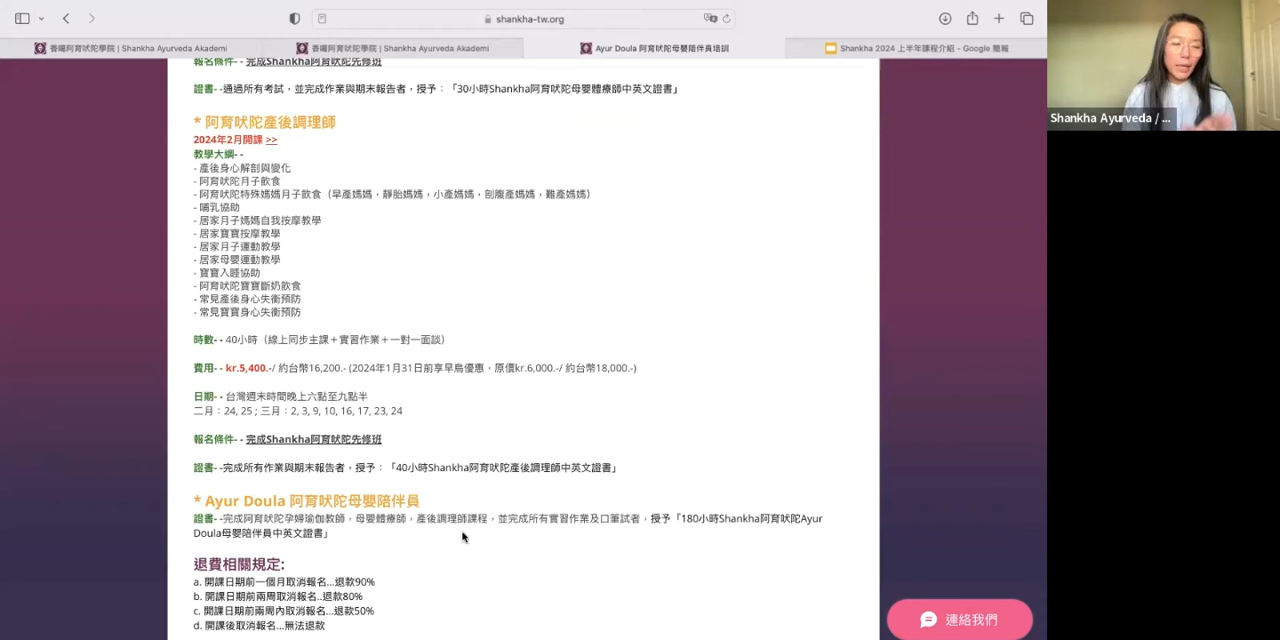 shankha-tw.org
香暍阿育吠陀學院 | Shankha Ayurveda Akademi
香暍阿育吠陀學院 | Shankha Ayurveda Akademi
Ayur Doula 阿育吠陀母嬰陪伴員培訓
Shankha 2024 上半年課程介紹 - Google 簡報
報名條件- - 完成Shankha阿育吠陀先修班
證書- -通過所有考試，並完成作業與期末報告者，授予：「30小時Shankha阿育吠陀母嬰體療師中英文證書」
* 阿育吠陀產後調理師
2024年2月開課 >>
教學大綱- -
- 產後身心解剖與變化
- 阿育吠陀月子飲食
- 阿育吠陀特殊媽媽月子飲食（早產媽媽，靜胎媽媽，小產媽媽，剖腹產媽媽，難產媽媽）
- 哺乳協助
- 居家月子媽媽自我按摩教學
- 居家寶寶按摩教學
- 居家月子運動教學
- 居家母嬰運動教學
- 寶寶入睡協助
- 阿育吠陀寶寶斷奶飲食
- 常見產後身心失衡預防
- 常見寶寶身心失衡預防
時數- - 40小時（線上同步主課＋實習作業＋一對一面談）
費用- - kr.5,400.-/ 約台幣16,200.- (2024年1月31日前享早鳥優惠，原價kr.6,000.-/ 約台幣18,000.-)
日期- - 台灣週末時間晚上六點至九點半
二月：24, 25 ; 三月：2, 3, 9, 10, 16, 17, 23, 24
報名條件- - 完成Shankha阿育吠陀先修班
證書- -完成所有作業與期末報告者，授予：「40小時Shankha阿育吠陀產後調理師中英文證書」
* Ayur Doula 阿育吠陀母嬰陪伴員
證書- -完成阿育吠陀孕婦瑜伽教師，母嬰體療師，產後調理師課程，並完成所有實習作業及口筆試者，授予「180小時Shankha阿育吠陀Ayur
Doula母嬰陪伴員中英文證書」
退費相關規定:
a. 開課日期前一個月取消報名...退款90%
b. 開課日期前兩周取消報名..退款80%
c. 開課日期前兩周內取消報名...退款50%
d. 開課後取消報名...無法退款
連絡我們
Shankha Ayurveda / ...